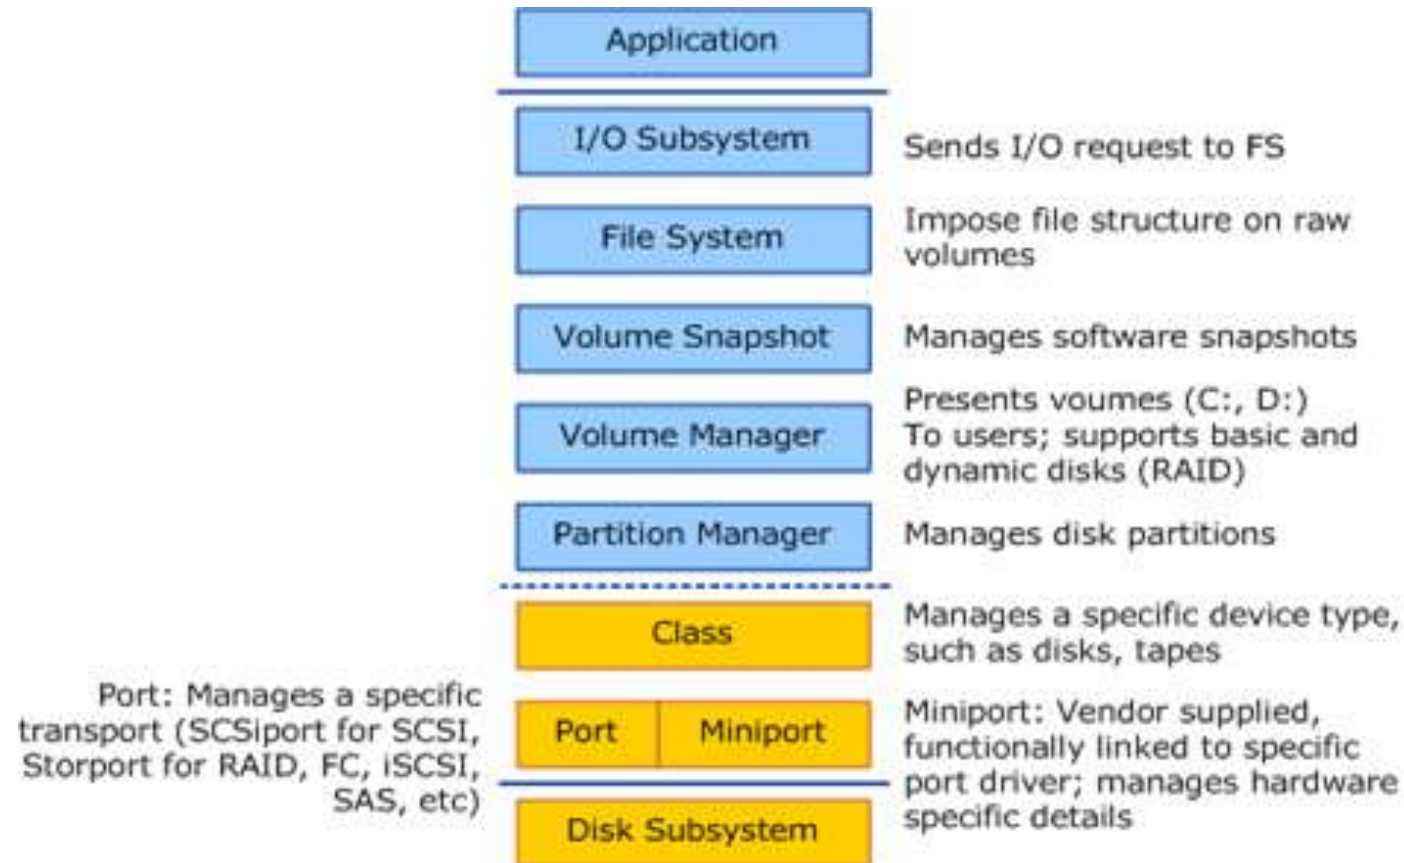 Application
I/O Subsystem
Sends I/O request to FS
File System
Impose file structure on raw
volumes
Volume Snapshot
Manages software snapshots
Volume Manager
Presents voumes (C:, D:)
To users; supports basic and
dynamic disks (RAID)
Partition Manager
Manages disk partitions
Class
Manages a specific device type,
such as disks, tapes
Port: Manages a specific
transport (SCSiport for SCSI,
Storport for RAID, FC, iSCSI,
SAS, etc)
Port
Miniport
Miniport: Vendor supplied,
functionally linked to specific
port driver; manages hardware
specific details
Disk Subsystem